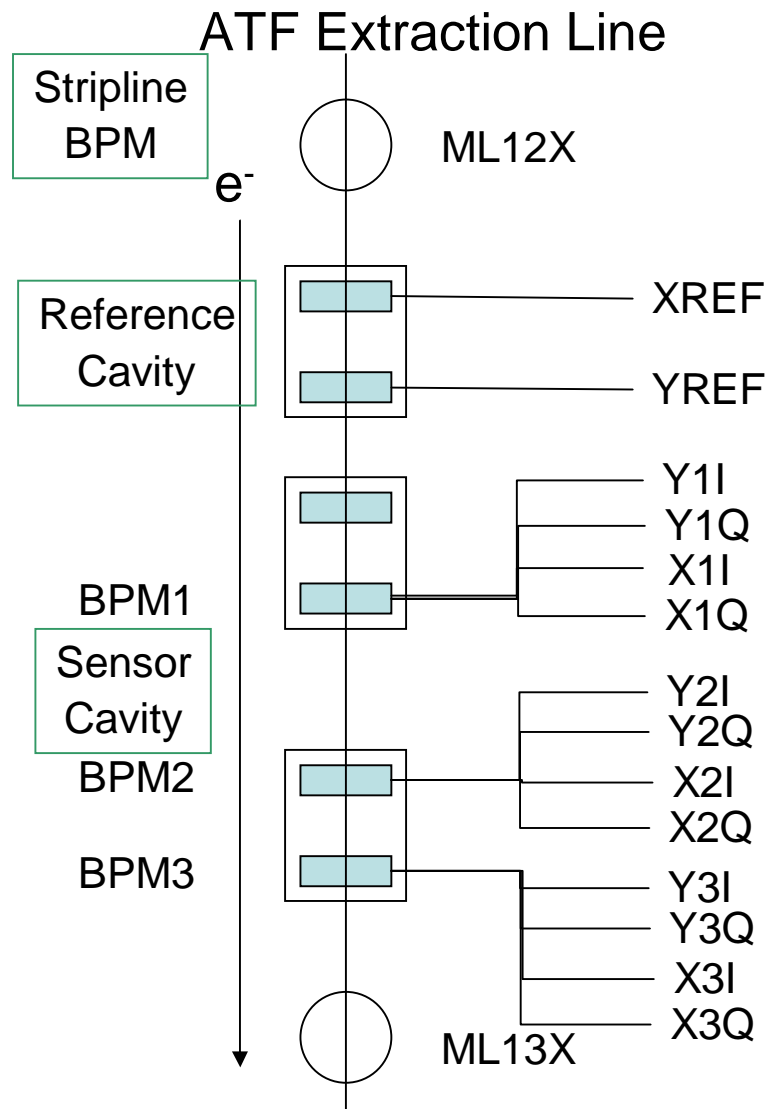 ATF Extraction Line
Stripline
BPM
ML12X
e-
Reference
Cavity
XREF
YREF
Y1I
Y1Q
X1I
X1Q
BPM1
Sensor
Cavity
Y2I
Y2Q
X2I
X2Q
BPM2
BPM3
Y3I
Y3Q
X3I
X3Q
ML13X